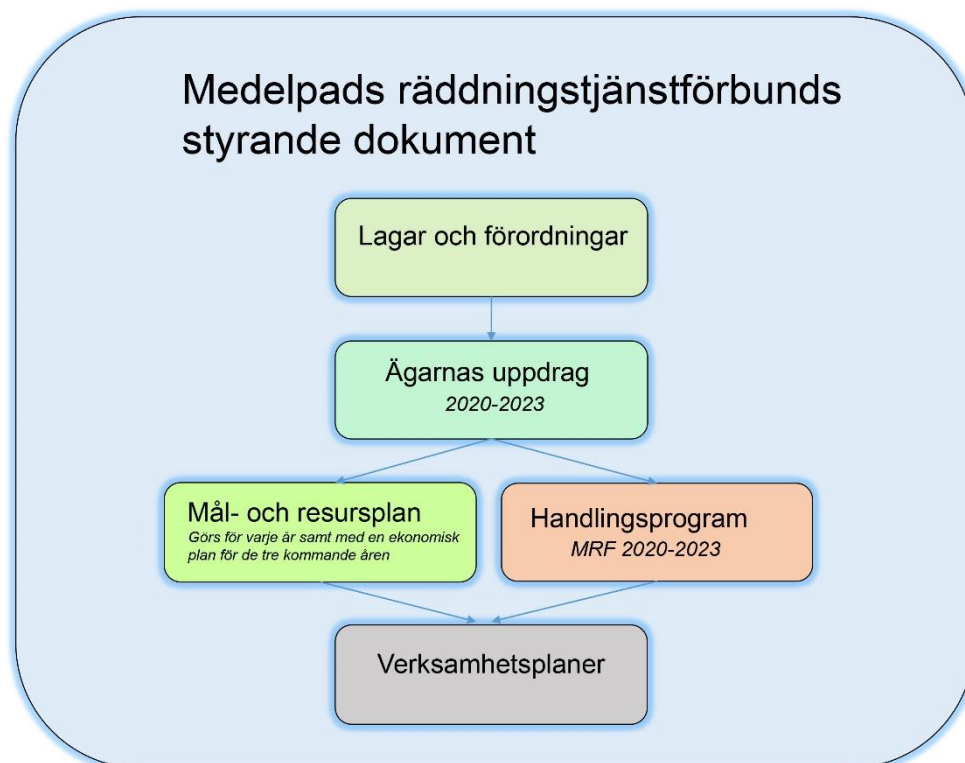 Medelpads räddningstjänstförbunds
styrande dokument
Lagar och förordningar
Ägarnas uppdrag
2020-2023
Mål- och resursplan
Görs för varje år samt med en ekonomisk
plan för de tre kommande åren
Handlingsprogram
MRF 2020-2023
Verksamhetsplaner